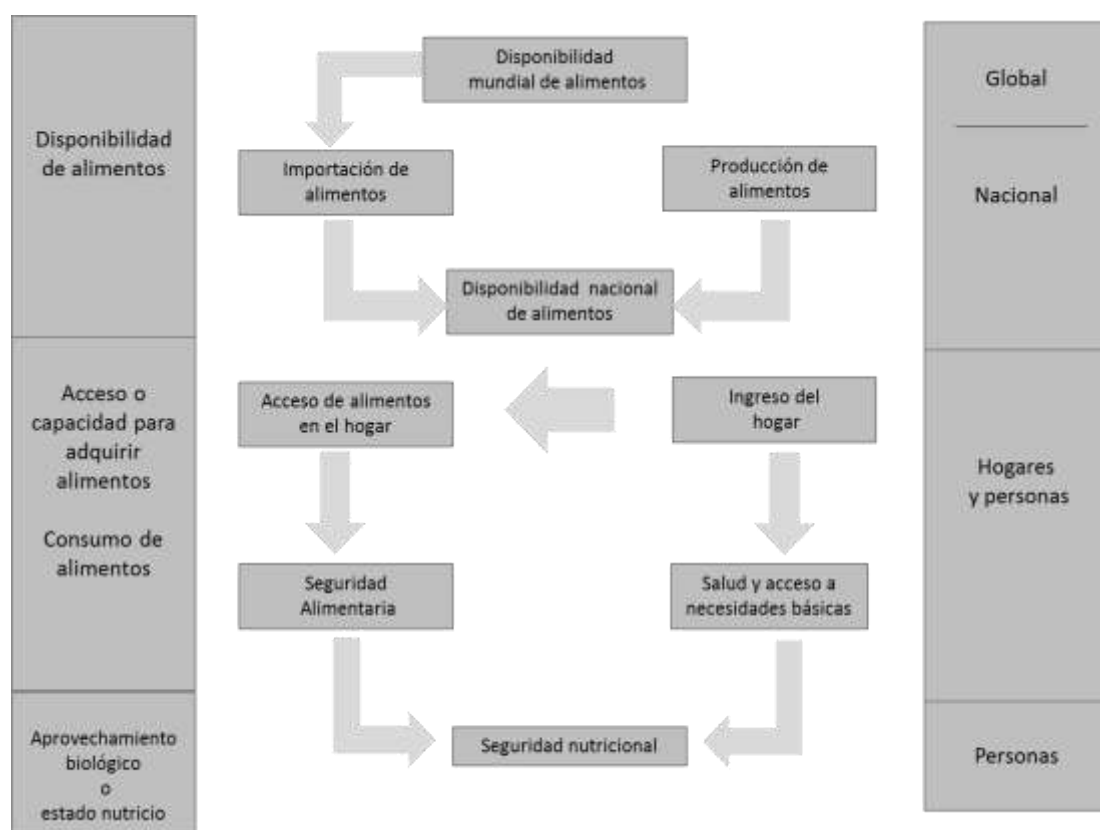 Disponibilidad
de alimentos
Acceso o
capacidad para
adquirir
alimentos
Consumo de
alimentos
Aprovechamiento
biológico
o
estado nutricio
Disponibilidad
mundial de alimentos
Importación de
alimentos
Producción de
alimentos
Disponibilidad nacional
de alimentos
Acceso de alimentos
en el hogar
Ingreso del
hogar
Seguridad
Alimentaria
Salud y acceso a
necesidades básicas
Seguridad nutricional
Global
Nacional
Hogares
y personas
Personas